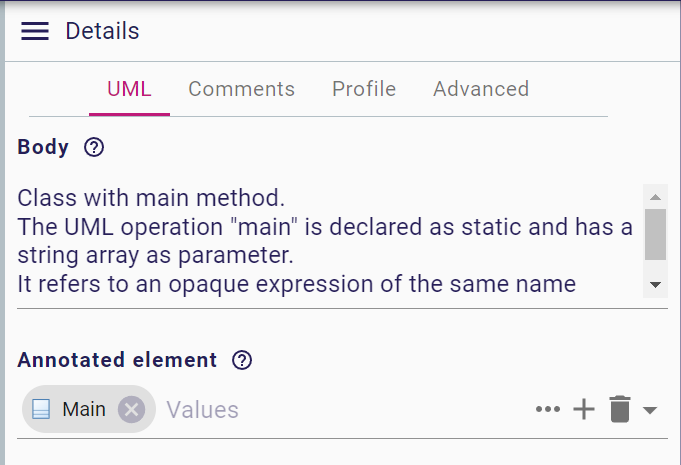 Details
UML Comments Profile Advanced
Body
Class with main method.
The UML operation "main" is declared as static and has a
string array as parameter.
It refers to an opaque expression of the same name
Annotated element
Main Values